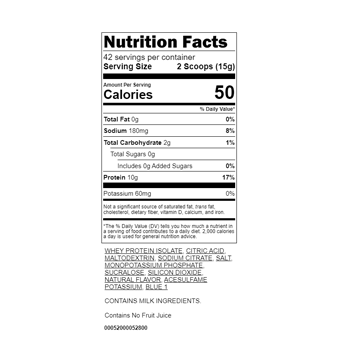 Nutrition Facts
42 servings per container
Serving Size 2 Scoops (15g)
Amount Per Serving
Calories 50
% Daily Value*
Total Fat 0g 0%
Sodium 180mg 8%
Total Carbohydrate 2g 1%
Total Sugars 0g
Includes 0g Added Sugars 0%
Protein 10g 17%
Potassium 60mg 0%
Not a significant source of saturated fat, trans fat,
cholesterol, dietary fiber, vitamin D, calcium, and iron.
*The % Daily Value (DV) tells you how much a nutrient in
a serving of food contributes to a daily diet. 2,000 calories
a day is used for general nutrition advice.
WHEY PROTEIN ISOLATE, CITRIC ACID,
MALTODEXTRIN, SODIUM CITRATE, SALT,
MONOPOTASSIUM PHOSPHATE,
SUCRALOSE, SILICON DIOXIDE,
NATURAL FLAVOR, ACESULFAME
POTASSIUM, BLUE 1
CONTAINS MILK INGREDIENTS.
Contains No Fruit Juice
00052000052800